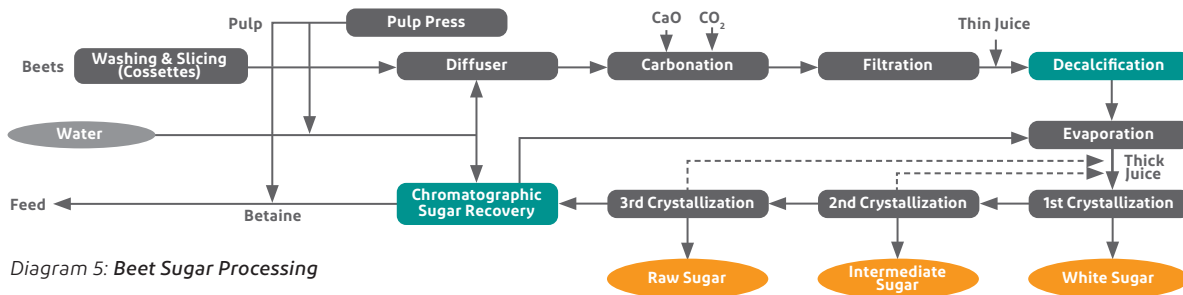 Pulp
Pulp Press
CaO
CO₂
Thin Juice
Beets
Washing & Slicing
(Cossettes)
Diffuser
Carbonation
Filtration
Decalcification
Water
Evaporation
Thick
Juice
Feed
Betaine
Chromatographic
Sugar Recovery
3rd Crystallization
2nd Crystallization
1st Crystallization
Raw Sugar
Intermediate
Sugar
White Sugar
Diagram 5: Beet Sugar Processing